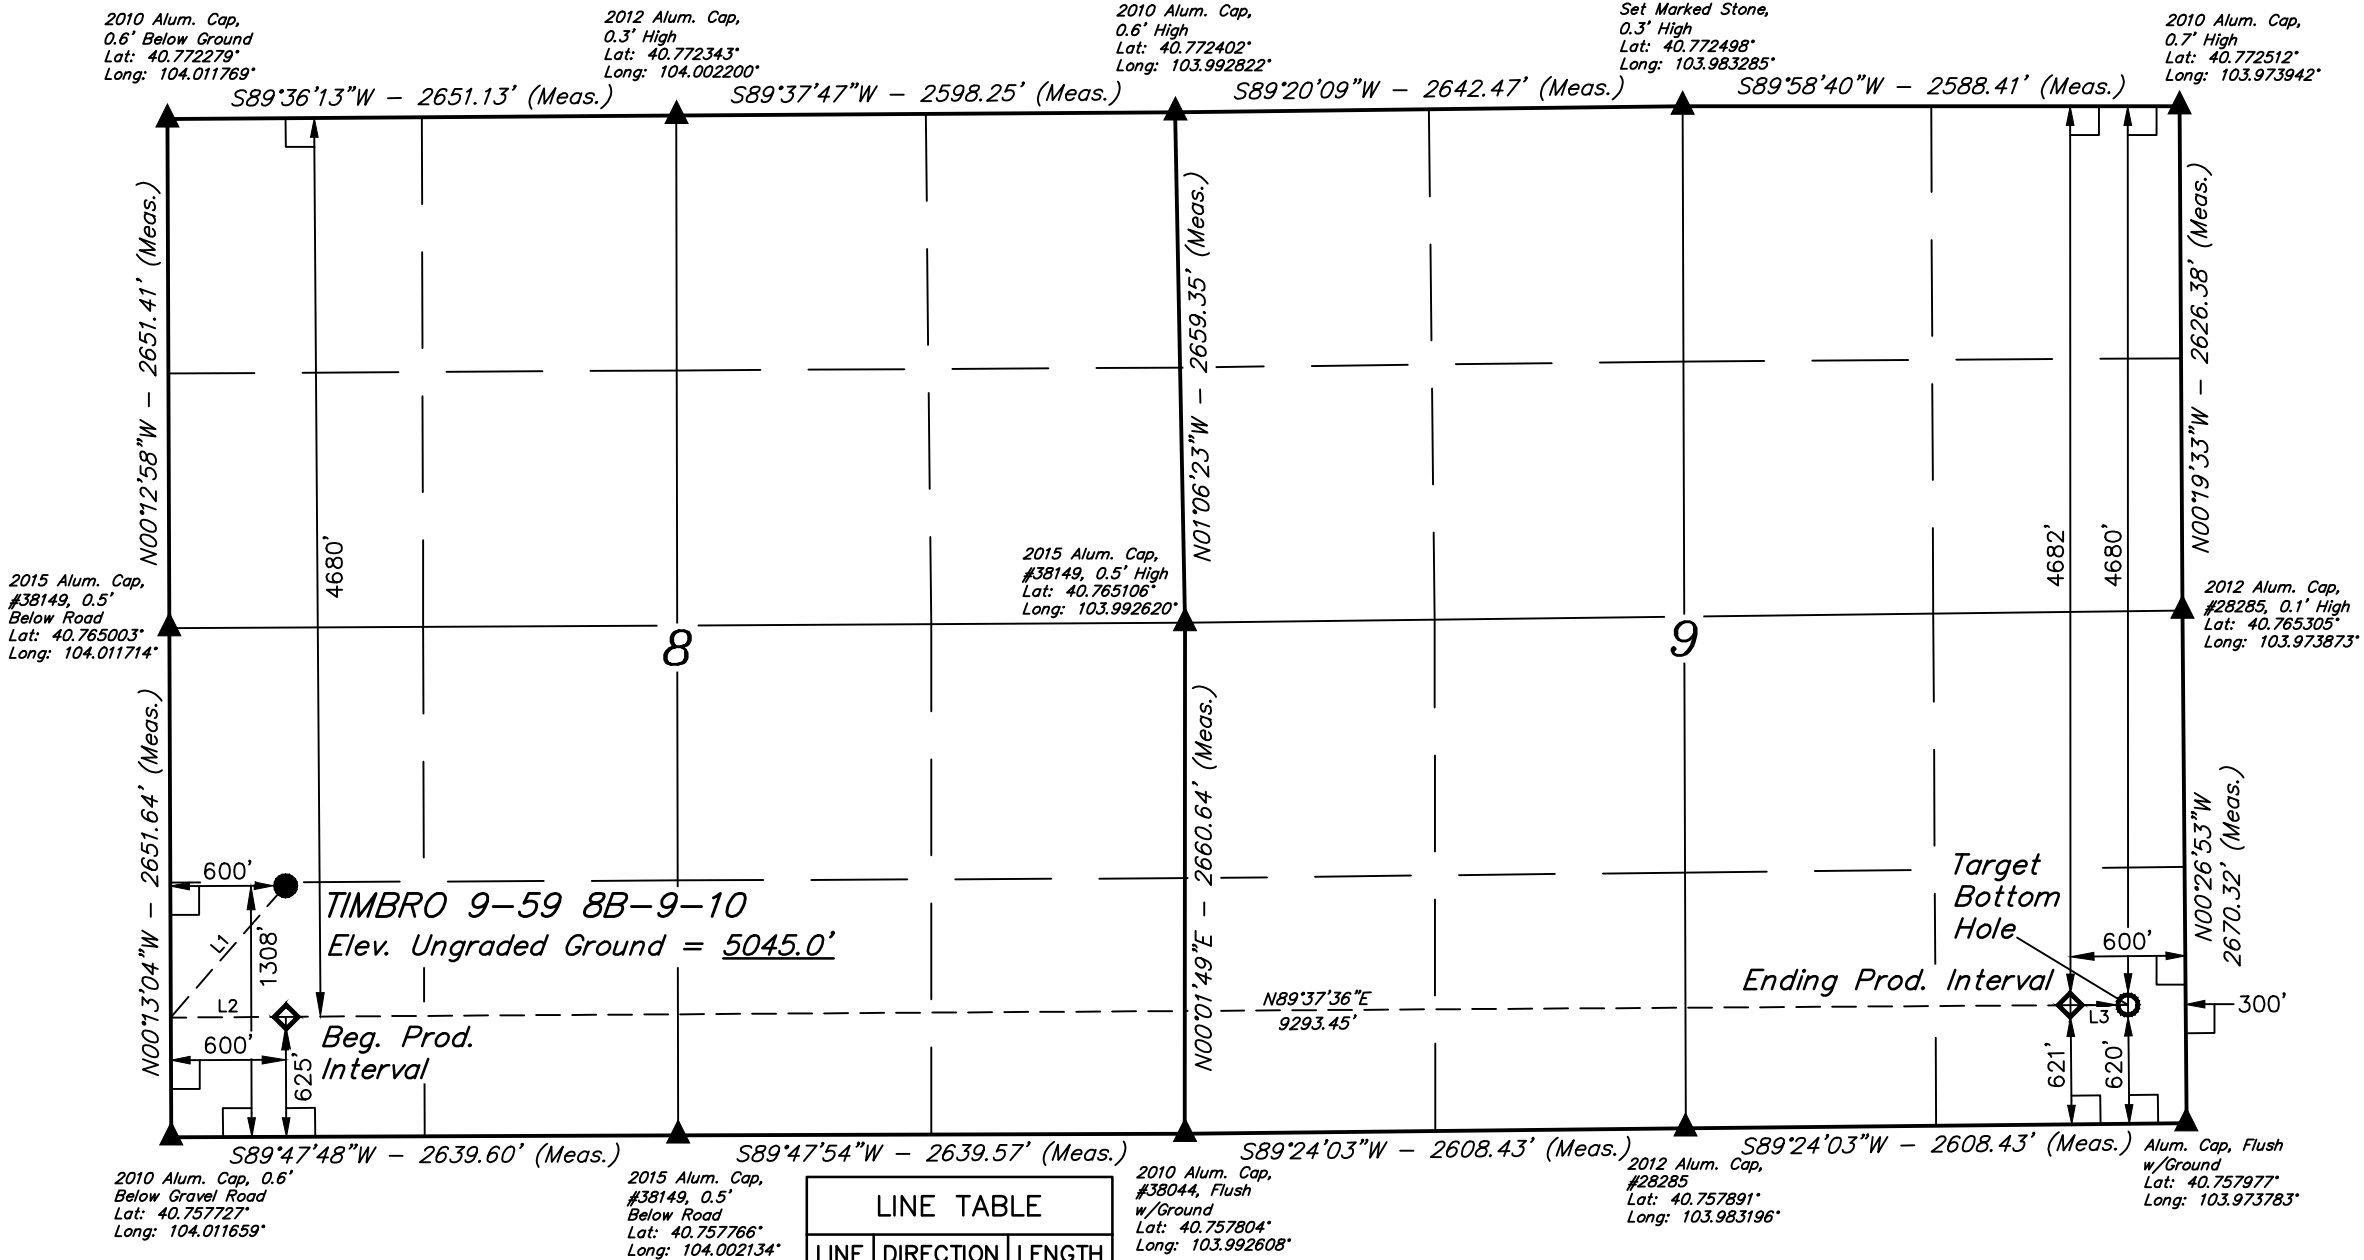 2010 Alum. Cap,
0.6' Below Ground
Lat: 40.772279°
Long: 104.011769°
2012 Alum. Cap,
0.3' High
Lat: 40.772343°
Long: 104.002200°
2010 Alum. Cap,
0.6' High
Lat: 40.772402°
Long: 103.992822°
Set Marked Stone,
0.3' High
Lat: 40.772498°
Long: 103.983285°
2010 Alum. Cap,
0.7' High
Lat: 40.772512°
Long: 103.973942°
S89°36'13"W - 2651.13' (Meas.)
S89°37'47"W - 2598.25' (Meas.)
S89°20'09"W - 2642.47' (Meas.)
S89°58'40"W - 2588.41' (Meas.)
N00°12'58"W - 2651.41' (Meas.)
N01°06'23"W - 2659.35' (Meas.)
N00°19'33"W - 2626.38' (Meas.)
4680'
4682'
4680'
2015 Alum. Cap,
#38149, 0.5'
Below Road
Lat: 40.765003°
Long: 104.011714°
2015 Alum. Cap,
#38149, 0.5' High
Lat: 40.765106°
Long: 103.992620°
2012 Alum. Cap,
#28285, 0.1' High
Lat: 40.765305°
Long: 103.973873°
8
9
N00°13'04"W - 2651.64' (Meas.)
N00°01'49"E - 2660.64' (Meas.)
N00°26'53"W
2670.32' (Meas.)
600'
L1
1308'
TIMBRO 9-59 8B-9-10
Elev. Ungraded Ground = 5045.0'
Target
Bottom
Hole
600'
Ending Prod. Interval
L2
N89°37'36"E
9293.45'
L3
300'
600'
625'
Beg. Prod.
Interval
621'
620'
S89°47'48"W - 2639.60' (Meas.)
S89°47'54"W - 2639.57' (Meas.)
S89°24'03"W - 2608.43' (Meas.)
S89°24'03"W - 2608.43' (Meas.)
2010 Alum. Cap, 0.6'
Below Gravel Road
Lat: 40.757727°
Long: 104.011659°
2015 Alum. Cap,
#38149, 0.5'
Below Road
Lat: 40.757766°
Long: 104.002134°
2010 Alum. Cap,
#38044, Flush
w/Ground
Lat: 40.757804°
Long: 103.992608°
2012 Alum. Cap,
#28285
Lat: 40.757891°
Long: 103.983196°
Alum. Cap, Flush
w/Ground
Lat: 40.757977°
Long: 103.973783°
LINE TABLE
LINE DIRECTION LENGTH